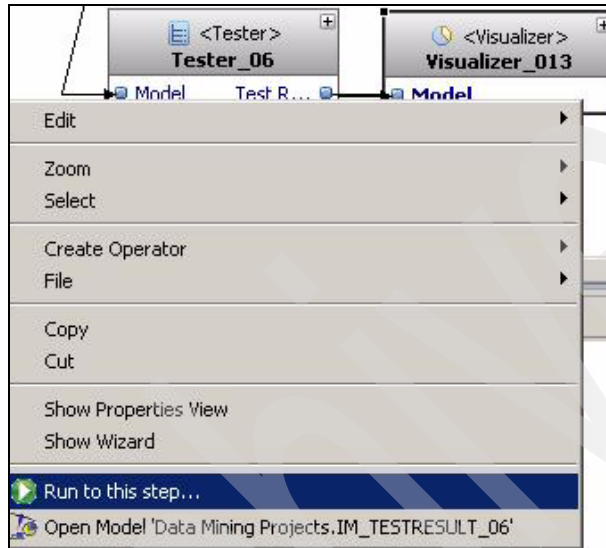 <Tester>
Tester_06
<Visualizer>
Visualizer_013
Model Test R...
Model
Edit
Zoom
Select
Create Operator
File
Copy
Cut
Show Properties View
Show Wizard
Run to this step...
Open Model 'Data Mining Projects.IM_TESTRESULT_06'